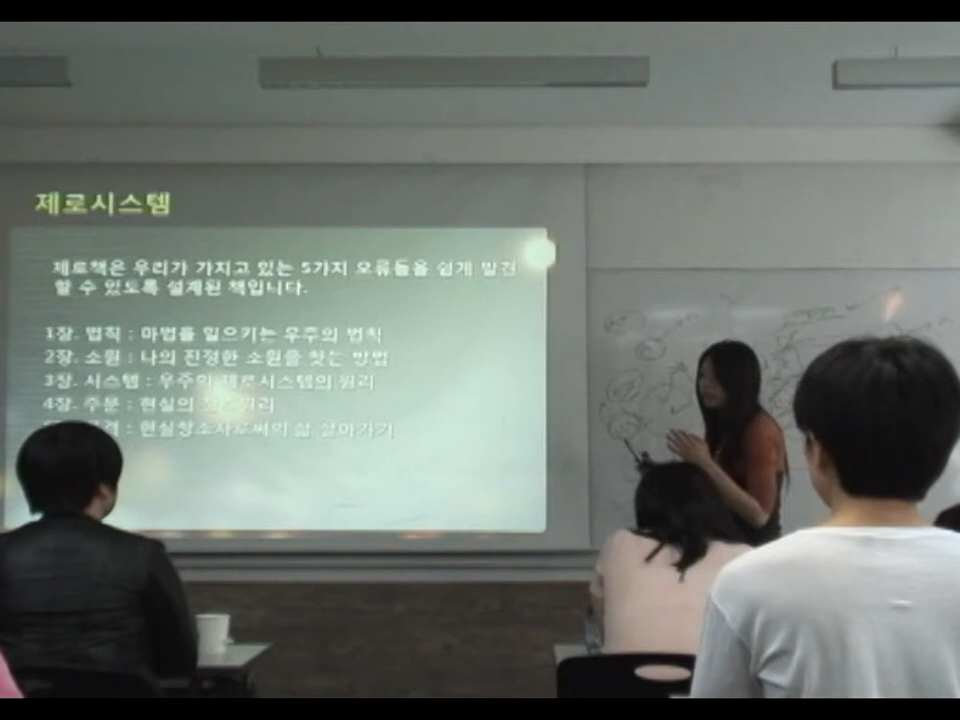 제로시스템
제로책은 우리가 가지고 있는 5가지 오류들을 쉽게 발견
할 수 있도록 설계된 책입니다.
1장. 법칙 : 마법을 일으키는 우주의 법칙
2장. 소원 : 나의 진정한 소원을 찾는 방법
3장. 시스템 : 우주의 제로시스템의 원리
4장. 주문 : 현실의 원리
: 현실창조자로써의 삶 살아가기